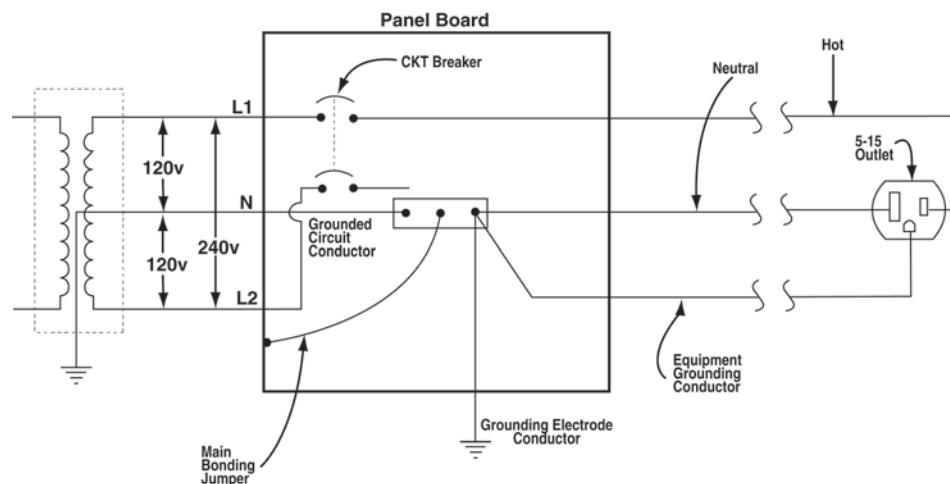 Panel Board
CKT Breaker
Neutral
Hot
L1
5-15
Outlet
120v
N
240v
120v
Grounded
Circuit
Conductor
L2
Equipment
Grounding
Conductor
Grounding Electrode
Conductor
Main
Bonding
Jumper